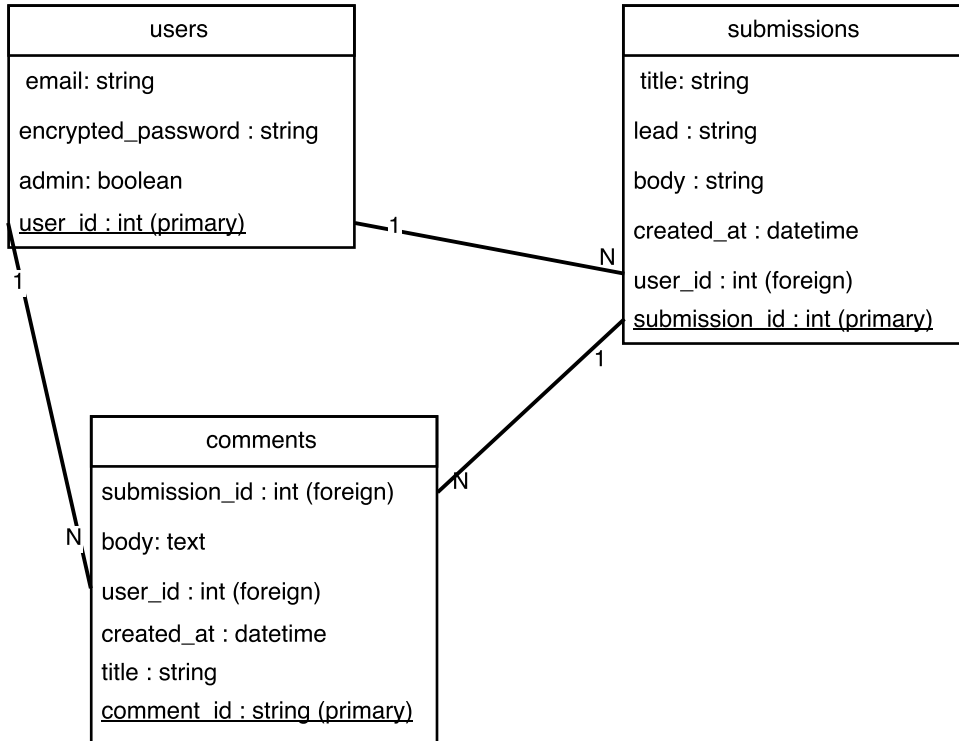 users
email: string
encrypted_password : string
admin: boolean
user_id : int (primary)
submissions
title: string
lead : string
body : string
created_at : datetime
user_id : int (foreign)
submission_id : int (primary)
1
N
1
N
1
N
comments
submission_id : int (foreign)
body: text
user_id : int (foreign)
created_at : datetime
title : string
comment_id : string (primary)